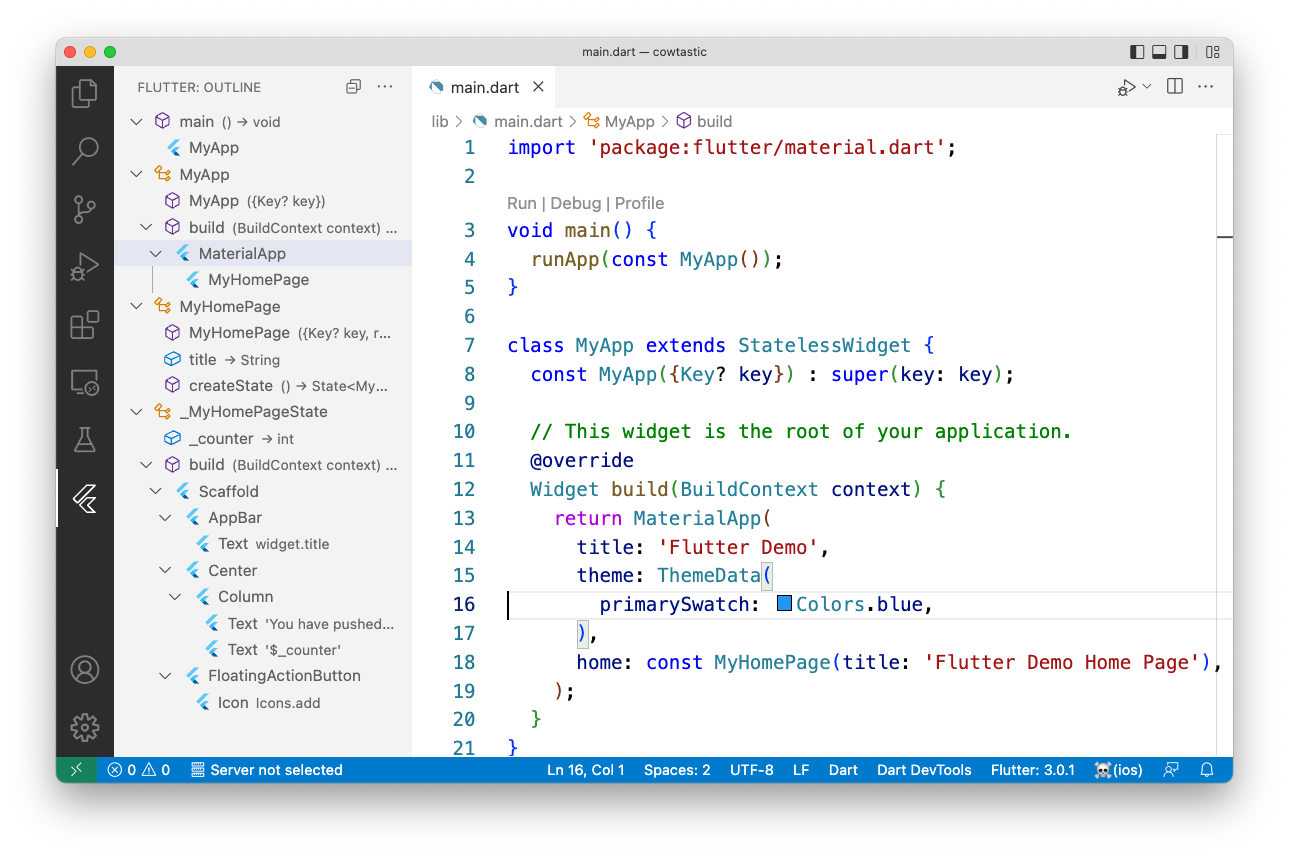 main.dart — cowtastic
FLUTTER: OUTLINE
main () → void
MyApp
MyApp
MyApp ({Key? key})
build (BuildContext context) ...
MaterialApp
MyHomePage
MyHomePage
MyHomePage ({Key? key, r...
title → String
createState () → State<My...
_MyHomePageState
_counter → int
build (BuildContext context) ...
Scaffold
AppBar
Text widget.title
Center
Column
Text 'You have pushed...
Text '$_counter'
FloatingActionButton
Icon Icons.add
main.dart
lib > main.dart > MyApp > build
1 import 'package:flutter/material.dart';
2
Run | Debug | Profile
3 void main() {
4   runApp(const MyApp());
5 }
6
7 class MyApp extends StatelessWidget {
8   const MyApp({Key? key}) : super(key: key);
9
10   // This widget is the root of your application.
11   @override
12   Widget build(BuildContext context) {
13     return MaterialApp(
14       title: 'Flutter Demo',
15       theme: ThemeData(
16         primarySwatch: Colors.blue,
17       ),
18       home: const MyHomePage(title: 'Flutter Demo Home Page'),
19     );
20   }
21 }
0 0 Server not selected Ln 16, Col 1 Spaces: 2 UTF-8 LF Dart Dart DevTools Flutter: 3.0.1 ☠️(ios)